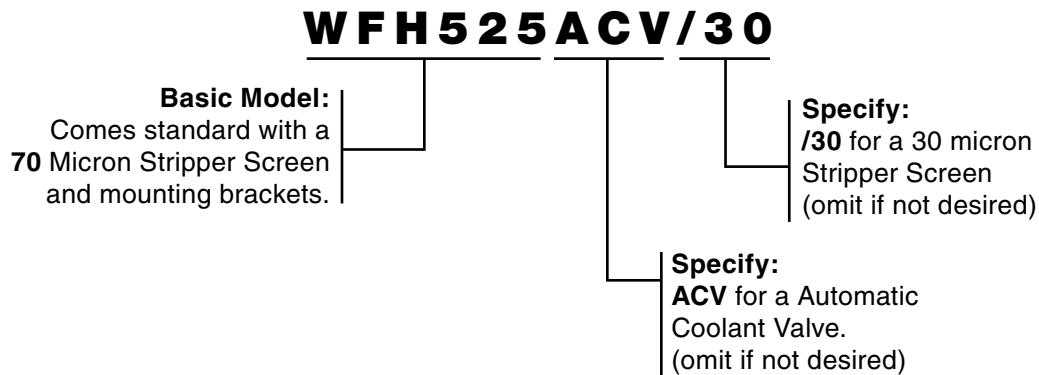 WFH525ACV/30
Basic Model:
Comes standard with a
70 Micron Stripper Screen
and mounting brackets.
Specify:
/30 for a 30 micron
Stripper Screen
(omit if not desired)
Specify:
ACV for a Automatic
Coolant Valve.
(omit if not desired)